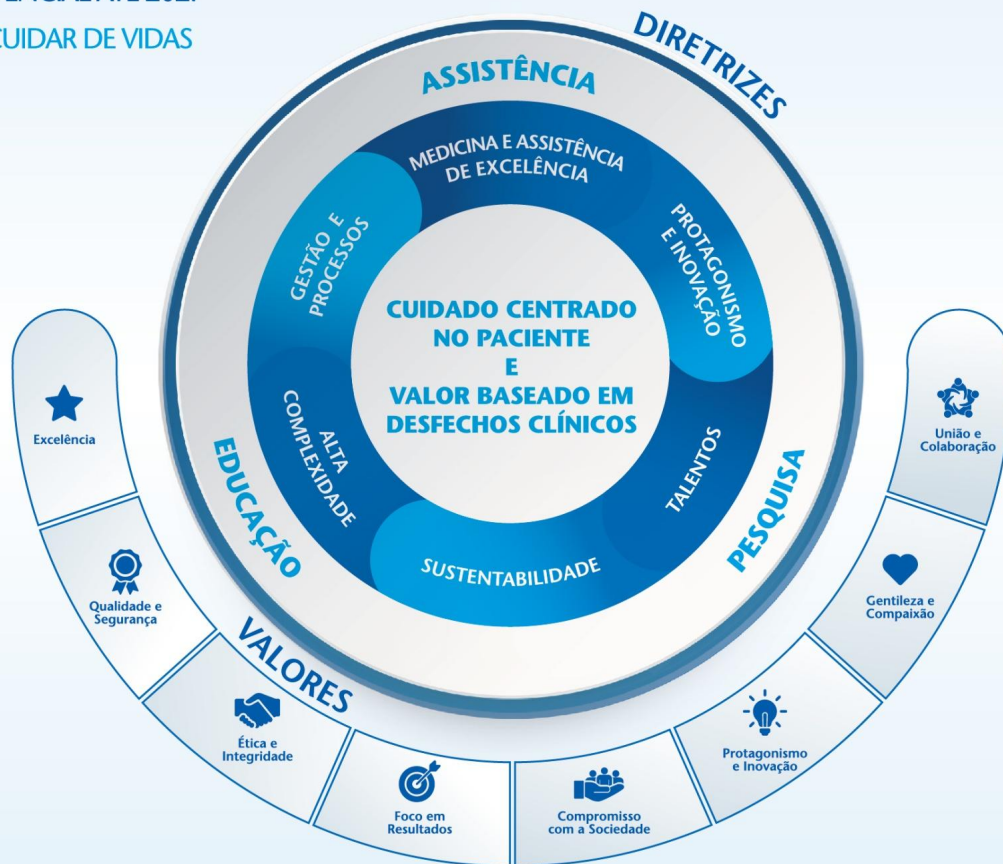 CUIDAR DE VIDAS
DIRETRIZES
ASSISTÊNCIA
MEDICINA E ASSISTÊNCIA
DE EXCELÊNCIA
PROTAGONISMO
E INOVAÇÃO
GESTÃO E
PROCESSOS
CUIDADO CENTRADO
NO PACIENTE
E
VALOR BASEADO EM
DESFECHOS CLÍNICOS
ALTA
COMPLEXIDADE
TALENTOS
SUSTENTABILIDADE
EDUCAÇÃO
PESQUISA
VALORES
Excelência
Qualidade e
Segurança
Ética e
Integridade
Foco em
Resultados
Compromisso
com a Sociedade
Protagonismo
e Inovação
Gentileza e
Compaixão
União e
Colaboração